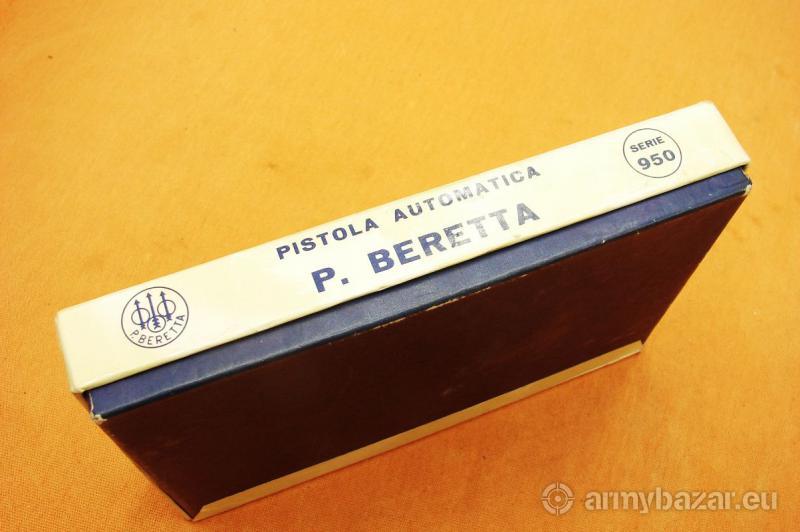 PISTOLA AUTOMATICA
P. BERETTA
SERIE
950
P. BERETTA
armybazar.eu